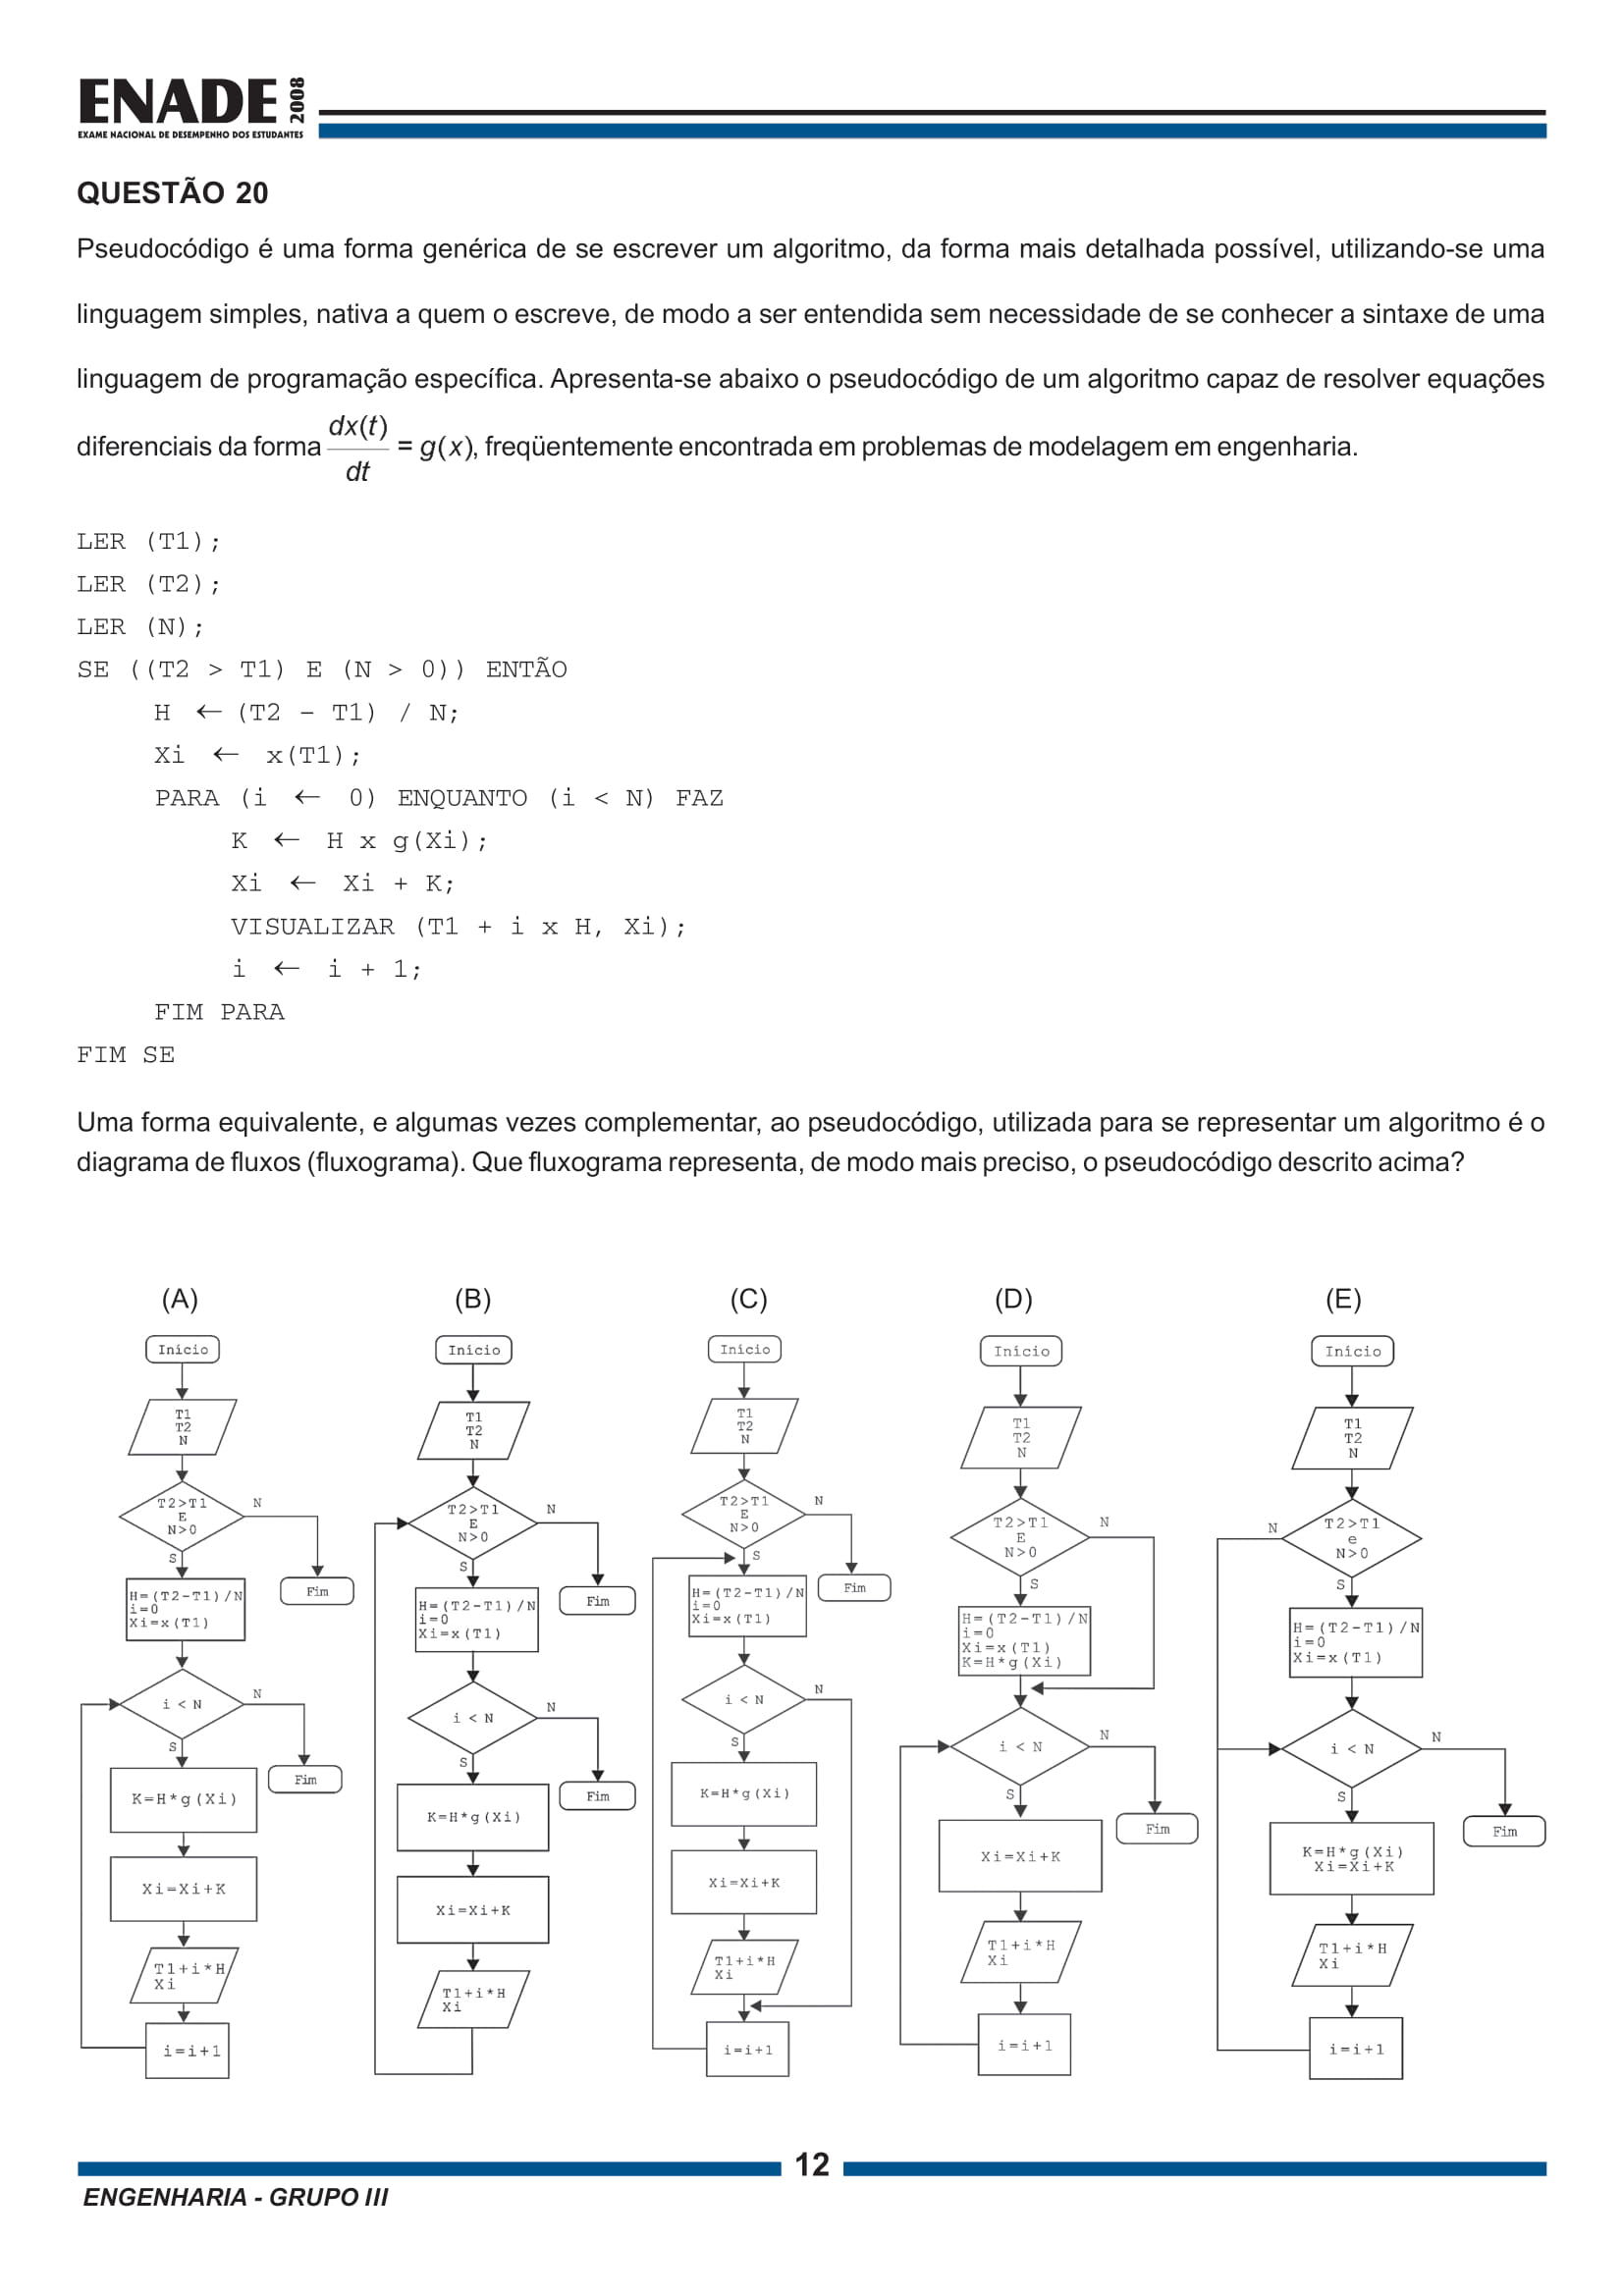 ENADE 2008
EXAME NACIONAL DE DESEMPENHO DOS ESTUDANTES
QUESTÃO 20
Pseudocódigo é uma forma genérica de se escrever um algoritmo, da forma mais detalhada possível, utilizando-se uma
linguagem simples, nativa a quem o escreve, de modo a ser entendida sem necessidade de se conhecer a sintaxe de uma
linguagem de programação específica. Apresenta-se abaixo o pseudocódigo de um algoritmo capaz de resolver equações
diferenciais da forma dx(t)/dt = g(x), freqüentemente encontrada em problemas de modelagem em engenharia.
LER (T1);
LER (T2);
LER (N);
SE ((T2 > T1) E (N > 0)) ENTÃO
H ← (T2 – T1) / N;
Xi ← x(T1);
PARA (i ← 0) ENQUANTO (i < N) FAZ
K ← H x g(Xi);
Xi ← Xi + K;
VISUALIZAR (T1 + i x H, Xi);
i ← i + 1;
FIM PARA
FIM SE
Uma forma equivalente, e algumas vezes complementar, ao pseudocódigo, utilizada para se representar um algoritmo é o
diagrama de fluxos (fluxograma). Que fluxograma representa, de modo mais preciso, o pseudocódigo descrito acima?
(A)
Início
T1
T2
N
T2>T1
E
N>0
N
S
Fim
H=(T2-T1)/N
i=0
Xi=x(T1)
i < N
N
S
Fim
K=H*g(Xi)
Xi=Xi+K
T1+i*H
Xi
i=i+1
(B)
Início
T1
T2
N
T2>T1
E
N>0
N
S
Fim
H=(T2-T1)/N
i=0
Xi=x(T1)
i < N
N
S
Fim
K=H*g(Xi)
Xi=Xi+K
T1+i*H
Xi
(C)
Início
T1
T2
N
T2>T1
E
N>0
N
S
Fim
H=(T2-T1)/N
i=0
Xi=x(T1)
i < N
N
S
K=H*g(Xi)
Xi=Xi+K
T1+i*H
Xi
i=i+1
(D)
Início
T1
T2
N
T2>T1
E
N>0
N
S
H=(T2-T1)/N
i=0
Xi=x(T1)
K=H*g(Xi)
i < N
N
S
Fim
Xi=Xi+K
T1+i*H
Xi
i=i+1
(E)
Início
T1
T2
N
T2>T1
e
N>0
N
S
H=(T2-T1)/N
i=0
Xi=x(T1)
i < N
N
S
Fim
K=H*g(Xi)
Xi=Xi+K
T1+i*H
Xi
i=i+1
12
ENGENHARIA - GRUPO III